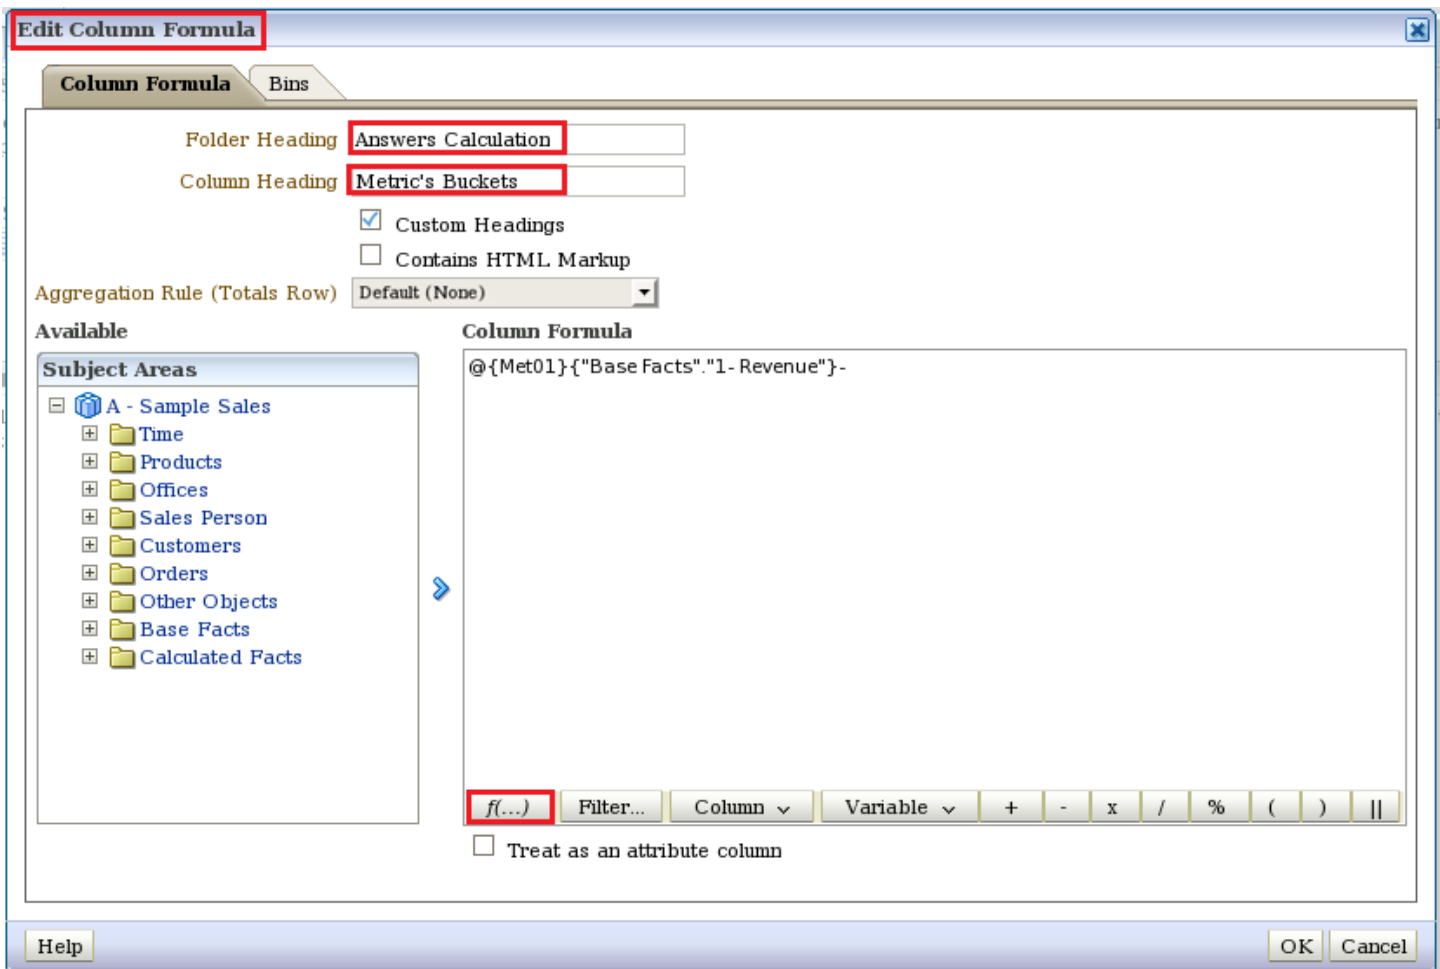 Edit Column Formula
Column Formula Bins
Folder Heading Answers Calculation
Column Heading Metric's Buckets
Custom Headings
Contains HTML Markup
Aggregation Rule (Totals Row) Default (None)
Available
Subject Areas
A - Sample Sales
Time
Products
Offices
Sales Person
Customers
Orders
Other Objects
Base Facts
Calculated Facts
Column Formula
@{Met01}{"Base Facts"."1- Revenue"}-
f(...) Filter... Column Variable + - x / % ( ) ||
Treat as an attribute column
Help OK Cancel